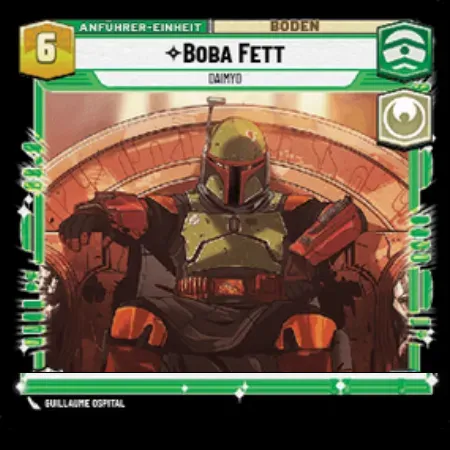 6
ANFÜHRER-EINHEIT
BODEN
BOBA FETT
DAIMYO
GUILLAUME OSPITAL